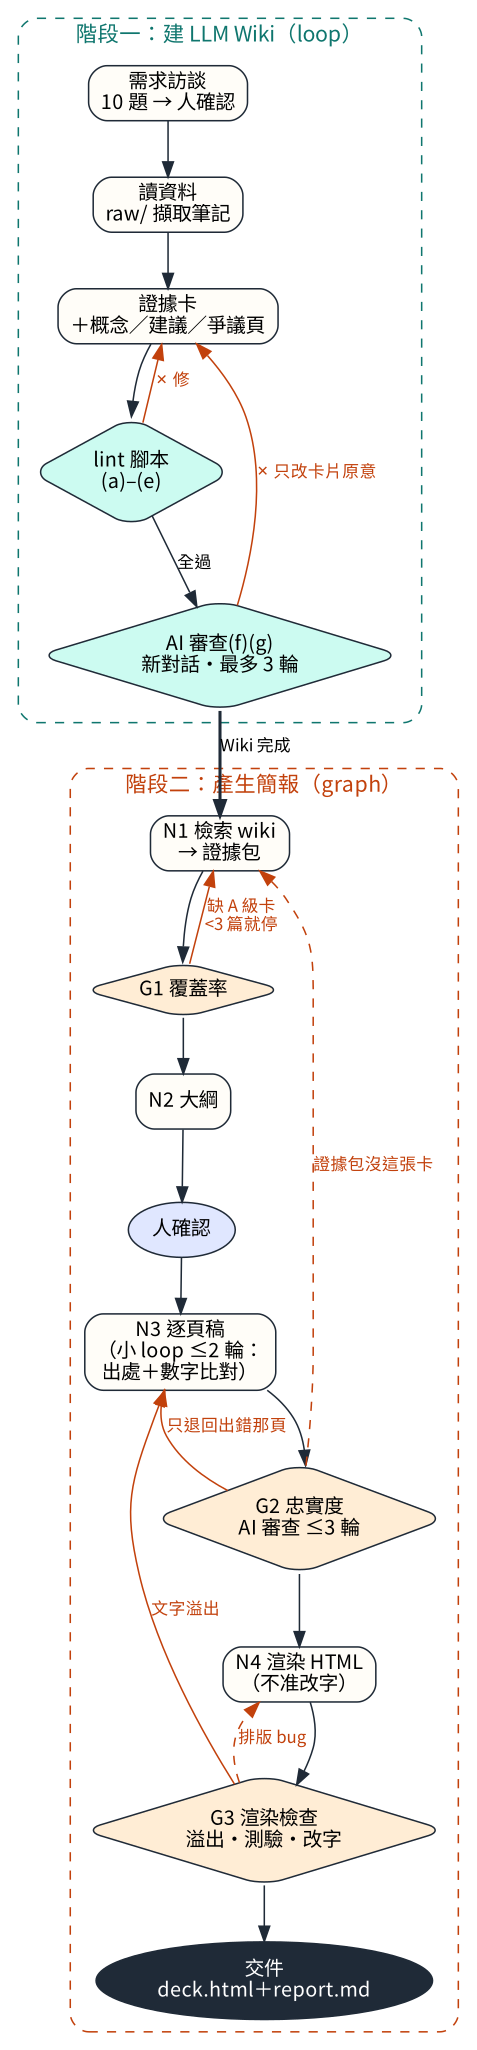 階段一：建 LLM Wiki（loop）
需求訪談
10 題 → 人確認
讀資料
raw/ 擷取筆記
證據卡
＋概念／建議／爭議頁
× 修
lint 腳本
(a)–(e)
× 只改卡片原意
全過
AI 審查(f)(g)
新對話・最多 3 輪
Wiki 完成
階段二：產生簡報（graph）
N1 檢索 wiki
→ 證據包
缺 A 級卡
<3 篇就停
G1 覆蓋率
N2 大綱
證據包沒這張卡
人確認
N3 逐頁稿
（小 loop ≤2 輪：
出處＋數字比對）
只退回出錯那頁
G2 忠實度
AI 審查 ≤3 輪
文字溢出
N4 渲染 HTML
（不准改字）
排版 bug
G3 渲染檢查
溢出・測驗・改字
交件
deck.html＋report.md